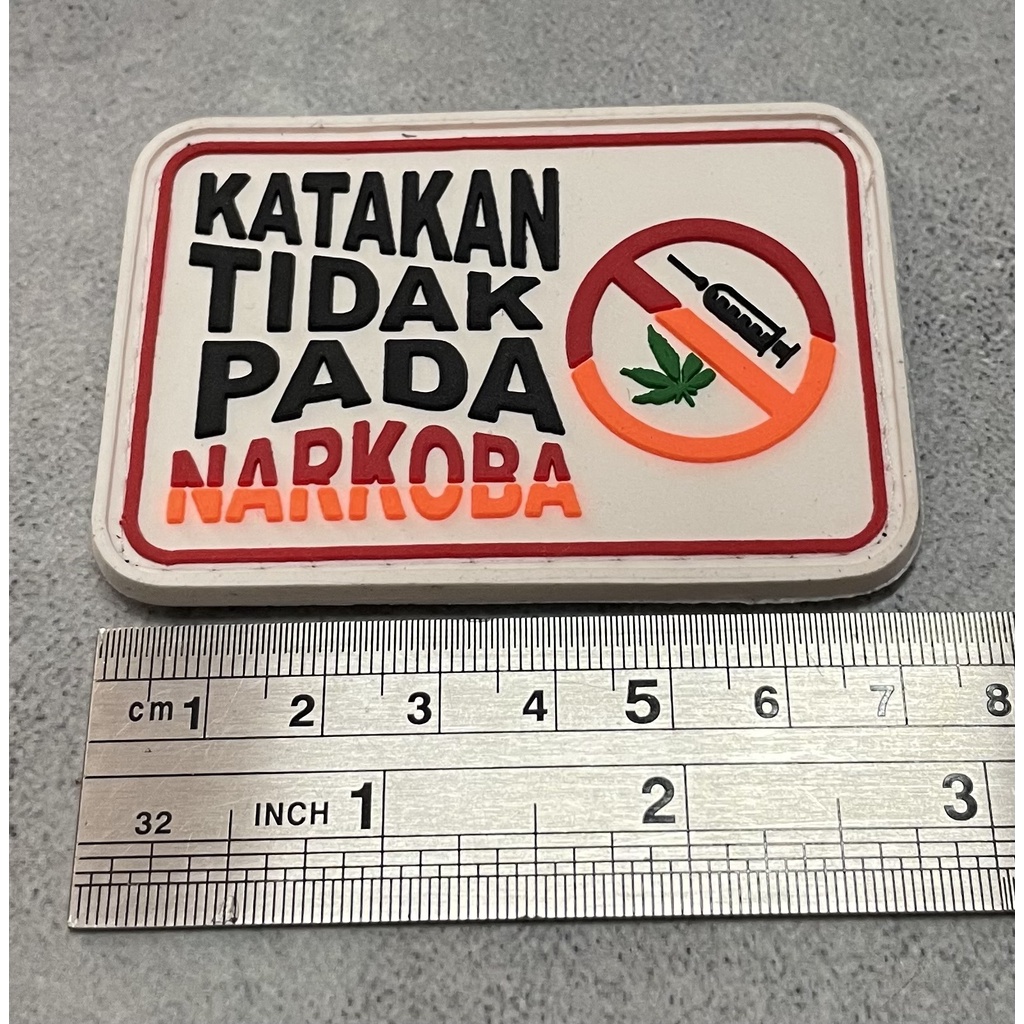 KATAKAN
TIDAK
PADA
NARKOBA
cm 1 2 3 4 5 6 7 8
32 INCH 1 2 3